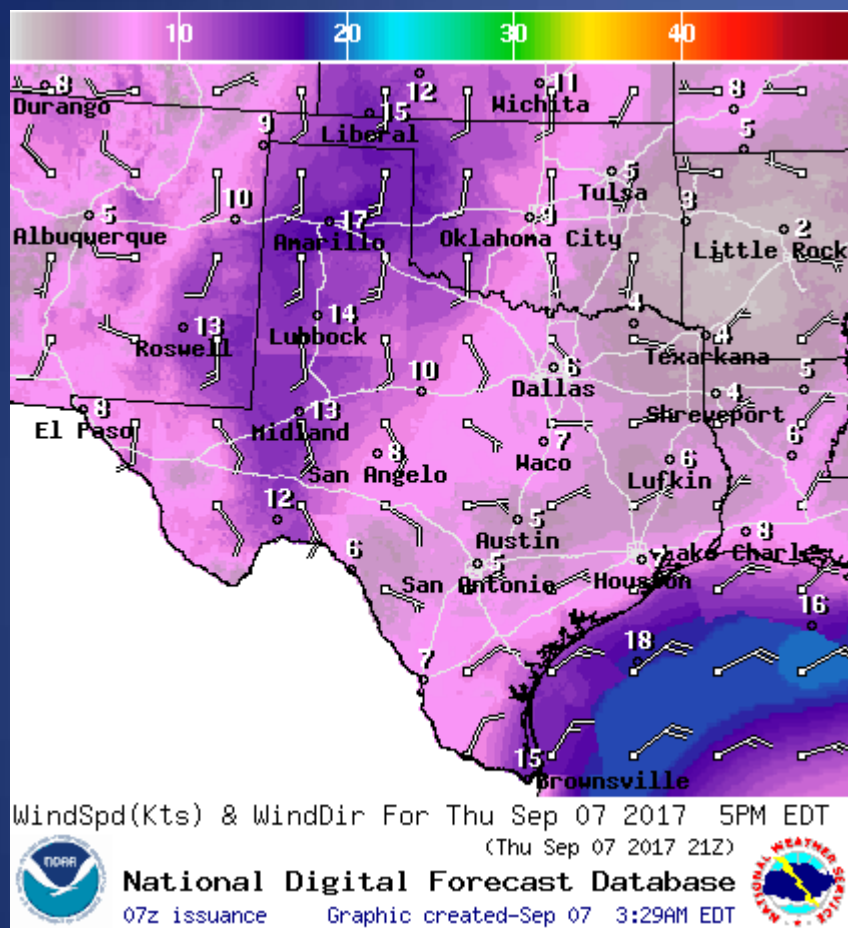 10 20 30 40
8 12 15 11 8
Durango Liberal Wichita
9 5
5 10 17 9 5 3 2
Albuquerque Amarillo Oklahoma City Tulsa Little Rock
13 14 4 4
Roswell Lubbock Texarkana
10 6 5
Dallas
8 13 4
El Paso Midland Shreveport
8 7 6 6
San Angelo Waco Lufkin
12 5 8
Austin
6 5 7
San Antonio Houston Lake Charles
16
18
7
15
Brownsville
WindSpd(Kts) & WindDir For Thu Sep 07 2017 5PM EDT
(Thu Sep 07 2017 21Z)
NOAA
National Digital Forecast Database
07z issuance Graphic created-Sep 07 3:29AM EDT
NATIONAL WEATHER SERVICE